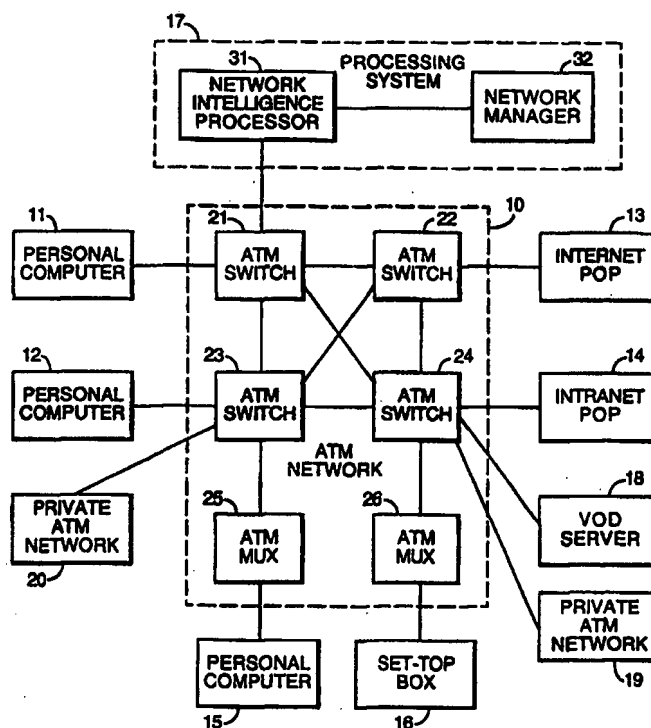 17
31
PROCESSING
SYSTEM
32
NETWORK
INTELLIGENCE
PROCESSOR
NETWORK
MANAGER
11
21
22
10
13
PERSONAL
COMPUTER
ATM
SWITCH
ATM
SWITCH
INTERNET
POP
12
23
24
14
PERSONAL
COMPUTER
ATM
SWITCH
ATM
SWITCH
INTRANET
POP
ATM
NETWORK
25
26
18
PRIVATE
ATM
NETWORK
20
ATM
MUX
ATM
MUX
VOD
SERVER
PERSONAL
COMPUTER
15
SET-TOP
BOX
16
PRIVATE
ATM
NETWORK
19